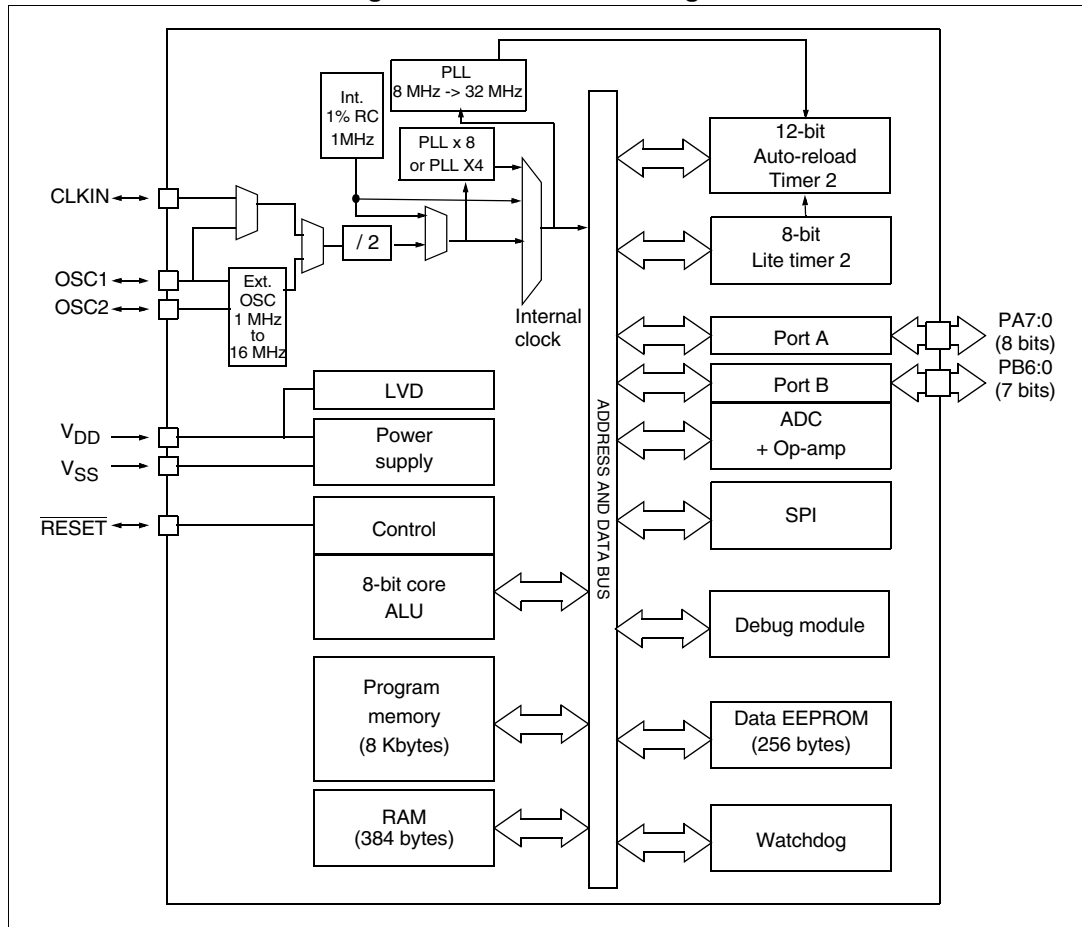 PLL
8 MHz -> 32 MHz
Int.
1% RC
1MHz
PLL x 8
or PLL X4
12-bit
Auto-reload
Timer 2
CLKIN
/ 2
8-bit
Lite timer 2
OSC1
OSC2
Ext.
OSC
1 MHz
to
16 MHz
Internal
clock
Port A
PA7:0
(8 bits)
Port B
PB6:0
(7 bits)
LVD
ADC
+ Op-amp
VDD
VSS
Power
supply
ADDRESS AND DATA BUS
SPI
RESET
Control
8-bit core
ALU
Debug module
Program
memory
(8 Kbytes)
Data EEPROM
(256 bytes)
RAM
(384 bytes)
Watchdog